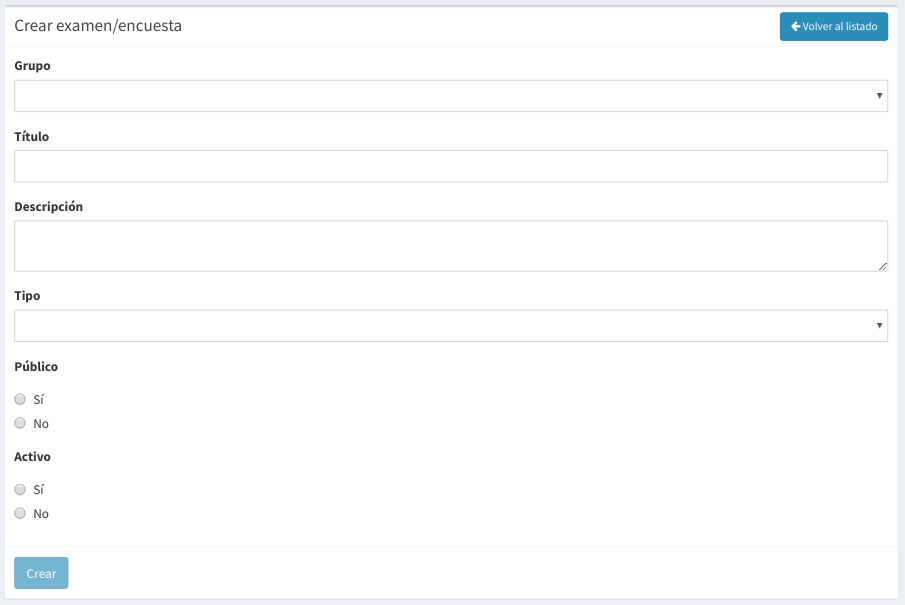 Crear examen/encuesta
Volver al listado
Grupo
Título
Descripción
Tipo
Público
Sí
No
Activo
Sí
No
Crear